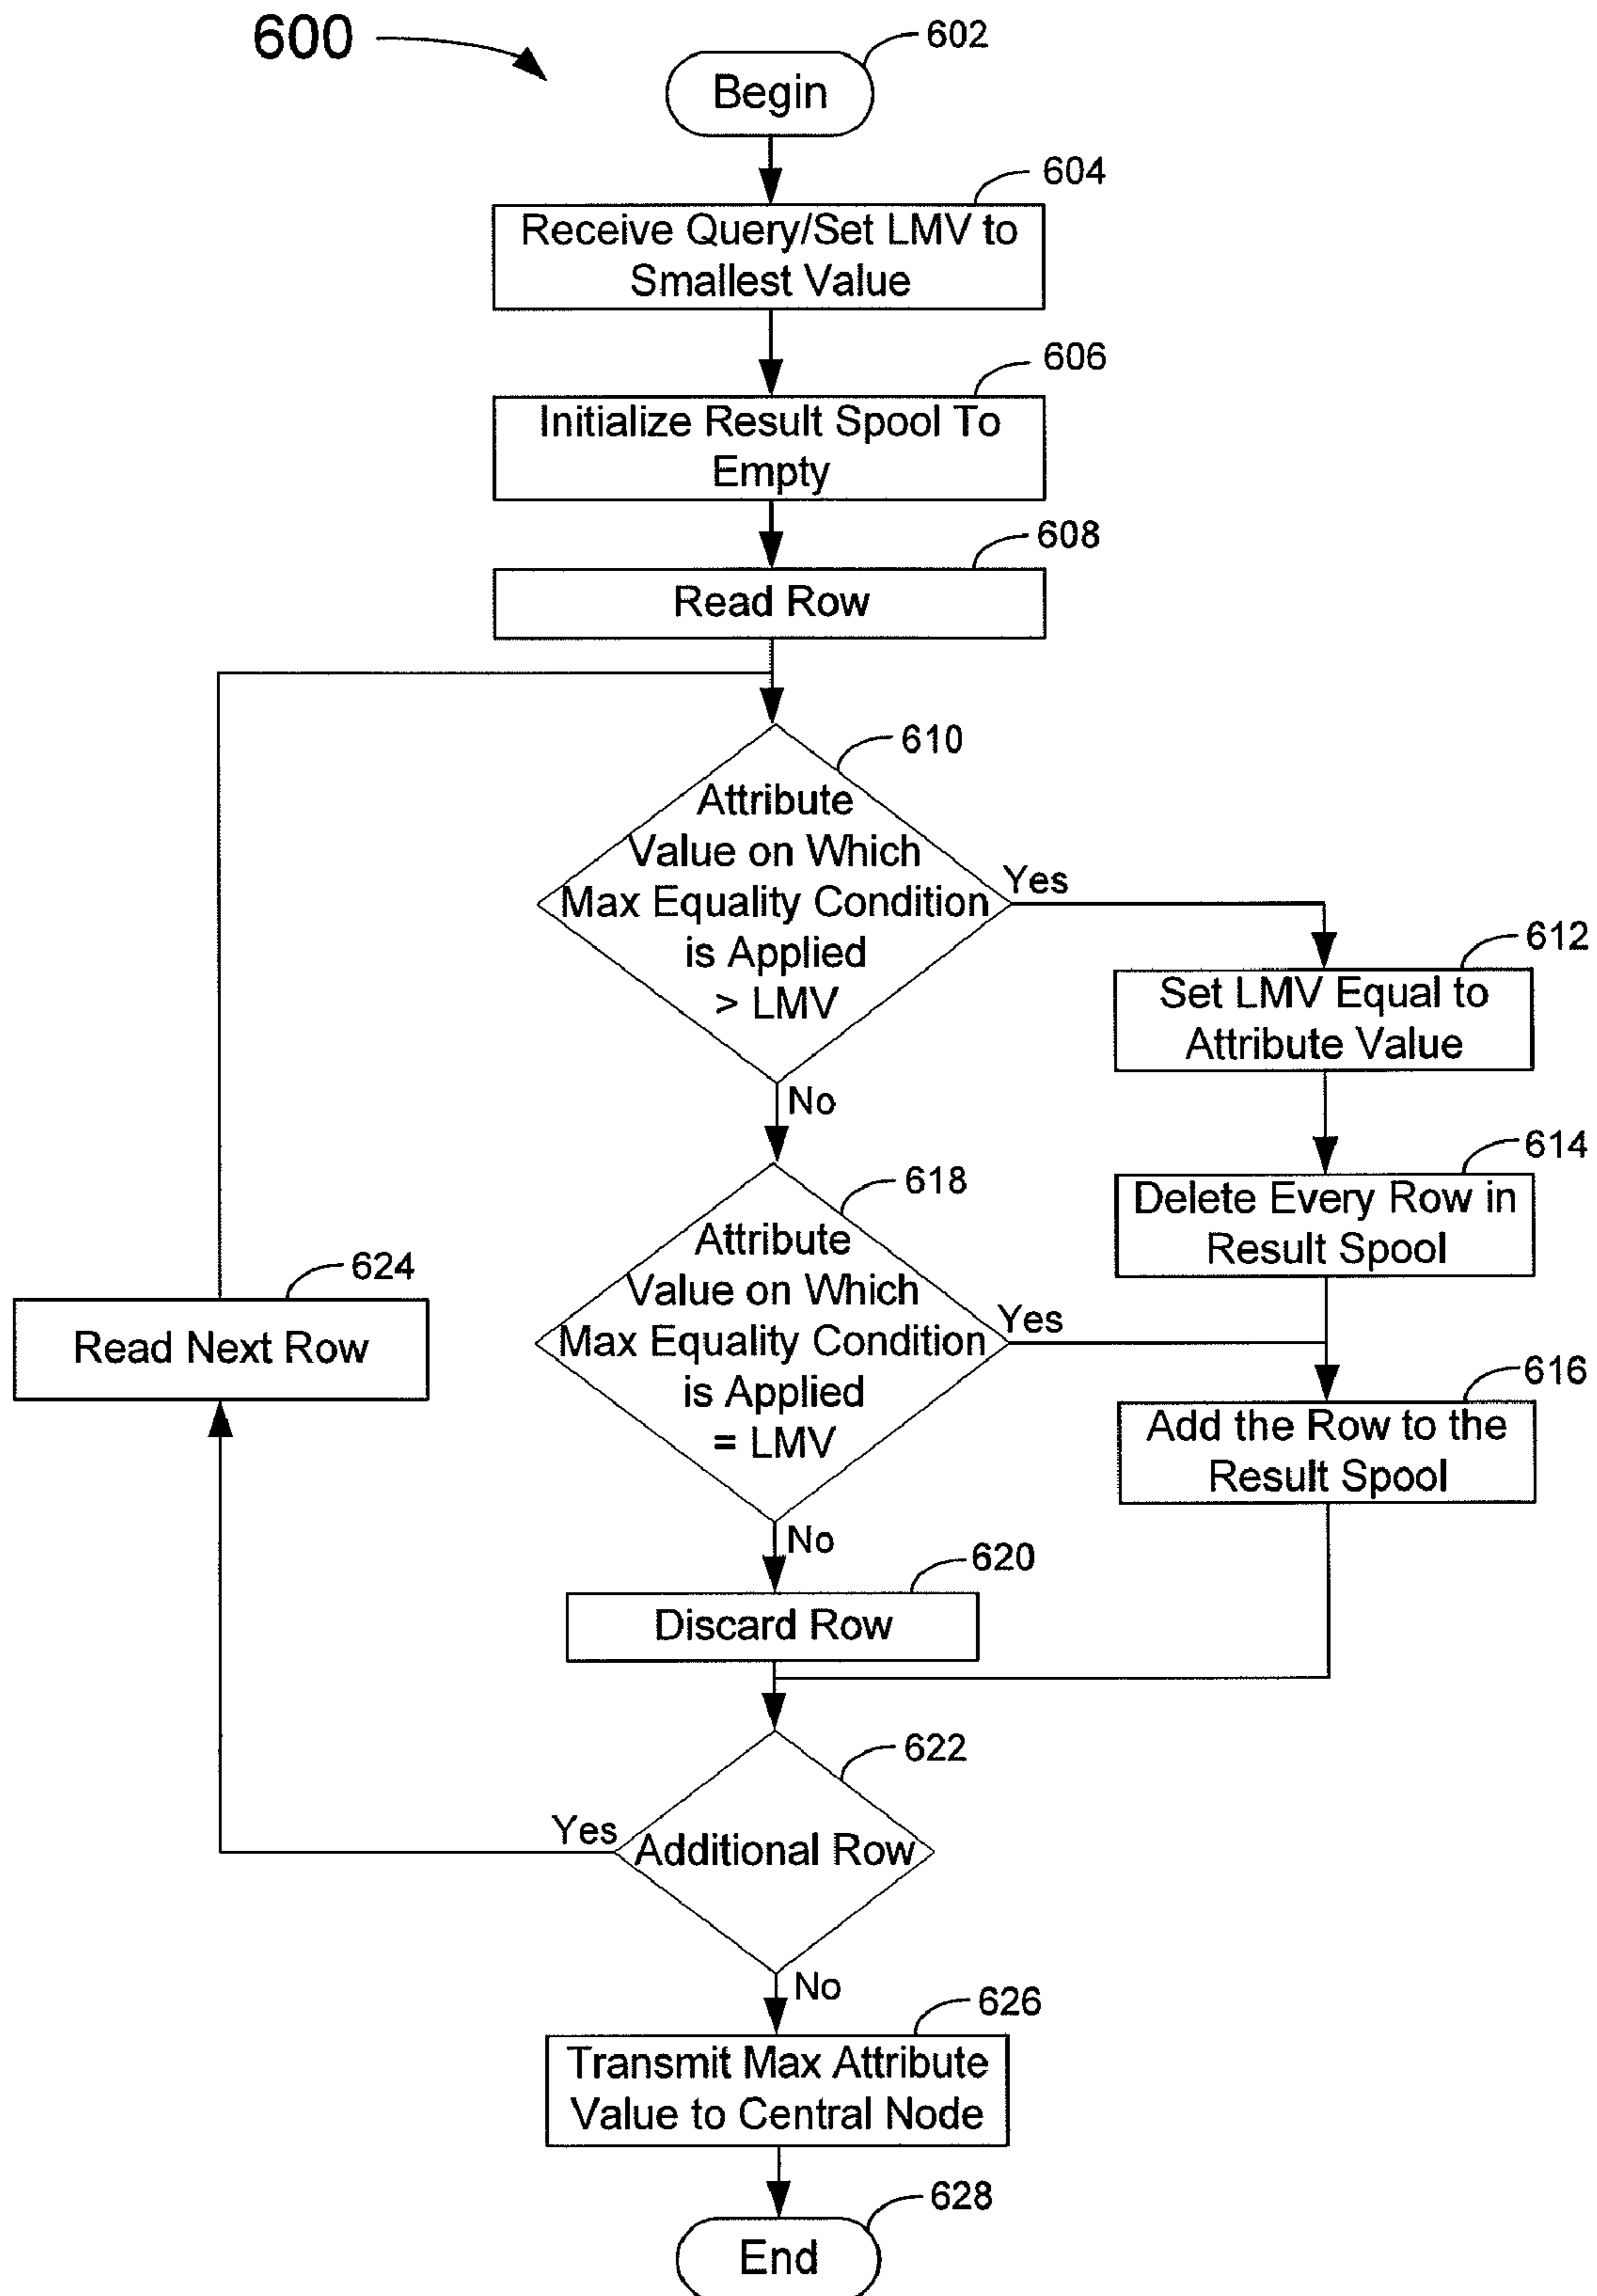 600
602
Begin
604
Receive Query/Set LMV to
Smallest Value
606
Initialize Result Spool To
Empty
608
Read Row
610
Attribute
Value on Which
Max Equality Condition
is Applied
> LMV
Yes
No
612
Set LMV Equal to
Attribute Value
614
Delete Every Row in
Result Spool
618
Attribute
Value on Which
Max Equality Condition
is Applied
= LMV
Yes
No
616
Add the Row to the
Result Spool
624
Read Next Row
620
Discard Row
622
Additional Row
Yes
No
626
Transmit Max Attribute
Value to Central Node
628
End